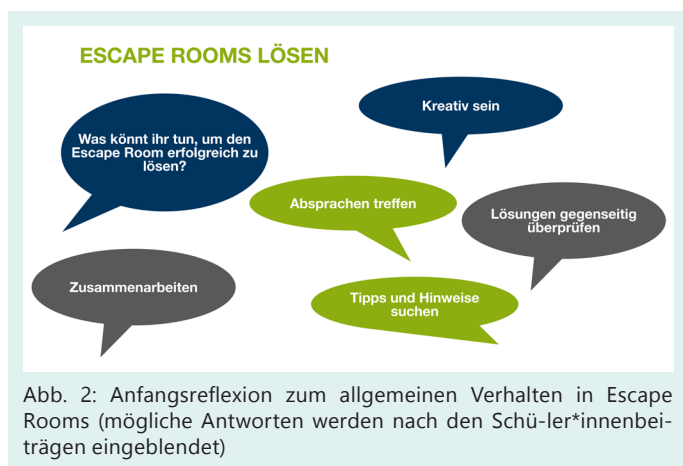 ESCAPE ROOMS LÖSEN
Kreativ sein
Was könnt ihr tun, um den
Escape Room erfolgreich zu
lösen?
Absprachen treffen
Lösungen gegenseitig
überprüfen
Zusammenarbeiten
Tipps und Hinweise
suchen
Abb. 2: Anfangsreflexion zum allgemeinen Verhalten in Escape
Rooms (mögliche Antworten werden nach den Schü-ler*innenbei-
trägen eingeblendet)